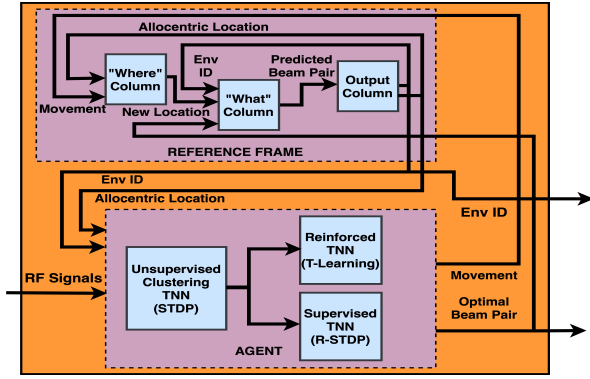 Allocentric Location
"Where"
Column
Env
ID
Predicted
Beam Pair
Output
Column
"What"
Column
Movement
New Location
REFERENCE FRAME
Env ID
Allocentric Location
Env ID
RF Signals
Unsupervised
Clustering
TNN
(STDP)
Reinforced
TNN
(T-Learning)
Supervised
TNN
(R-STDP)
AGENT
Movement
Optimal
Beam Pair